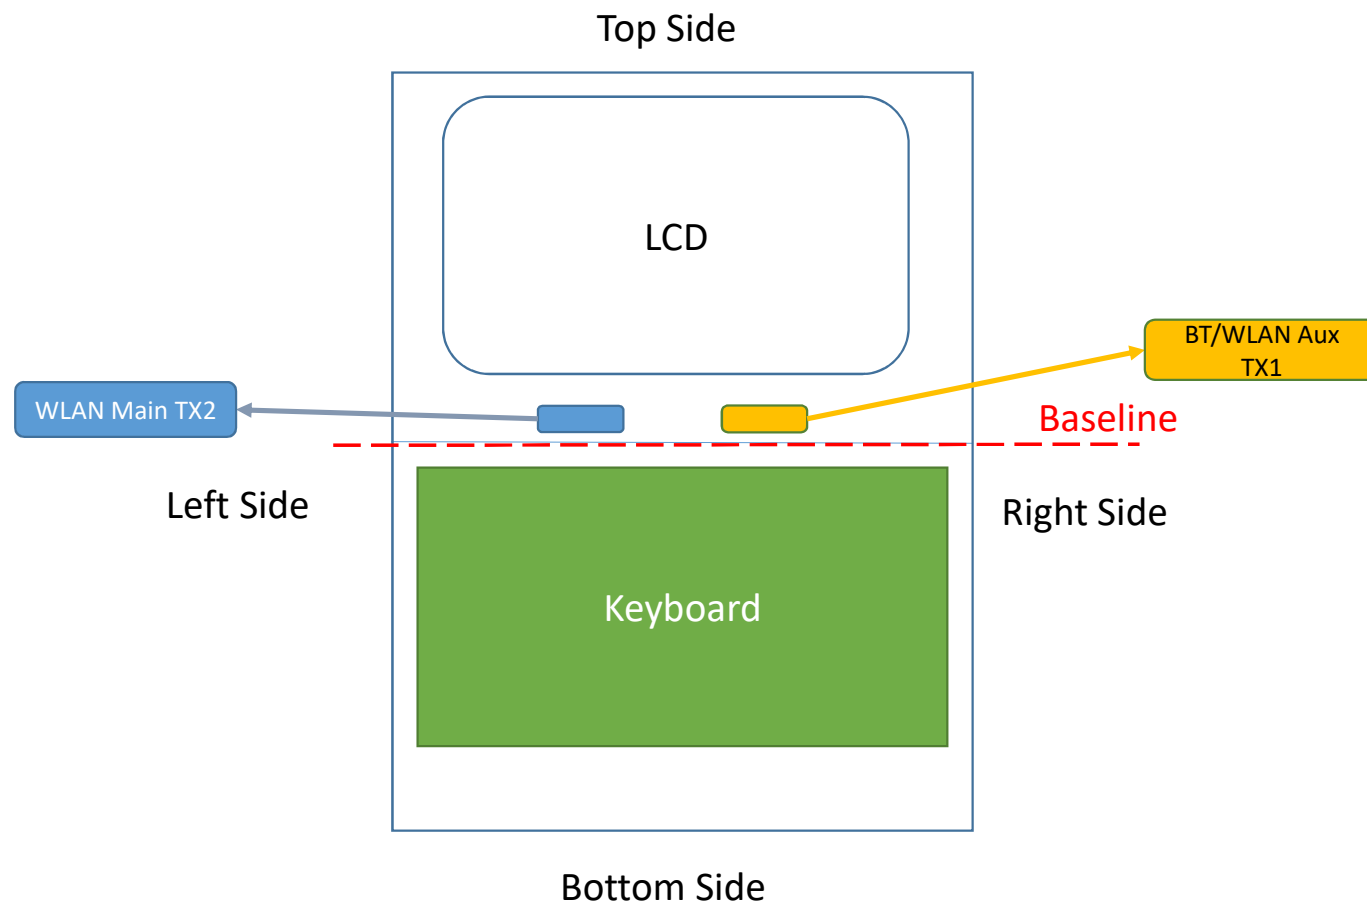 Top Side
LCD
BT/WLAN Aux
TX1
WLAN Main TX2
Baseline
Left Side
Right Side
Keyboard
Bottom Side